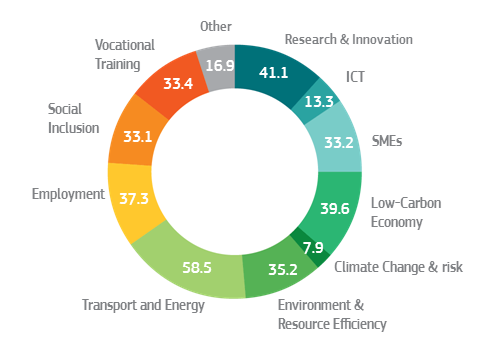 Other
Research & Innovation
Vocational
Training
16.9
41.1
ICT
33.4
13.3
Social
Inclusion
33.1
33.2
SMEs
Employment
37.3
39.6
Low-Carbon
Economy
7.9
Climate Change & risk
58.5
35.2
Transport and Energy
Environment &
Resource Efficiency